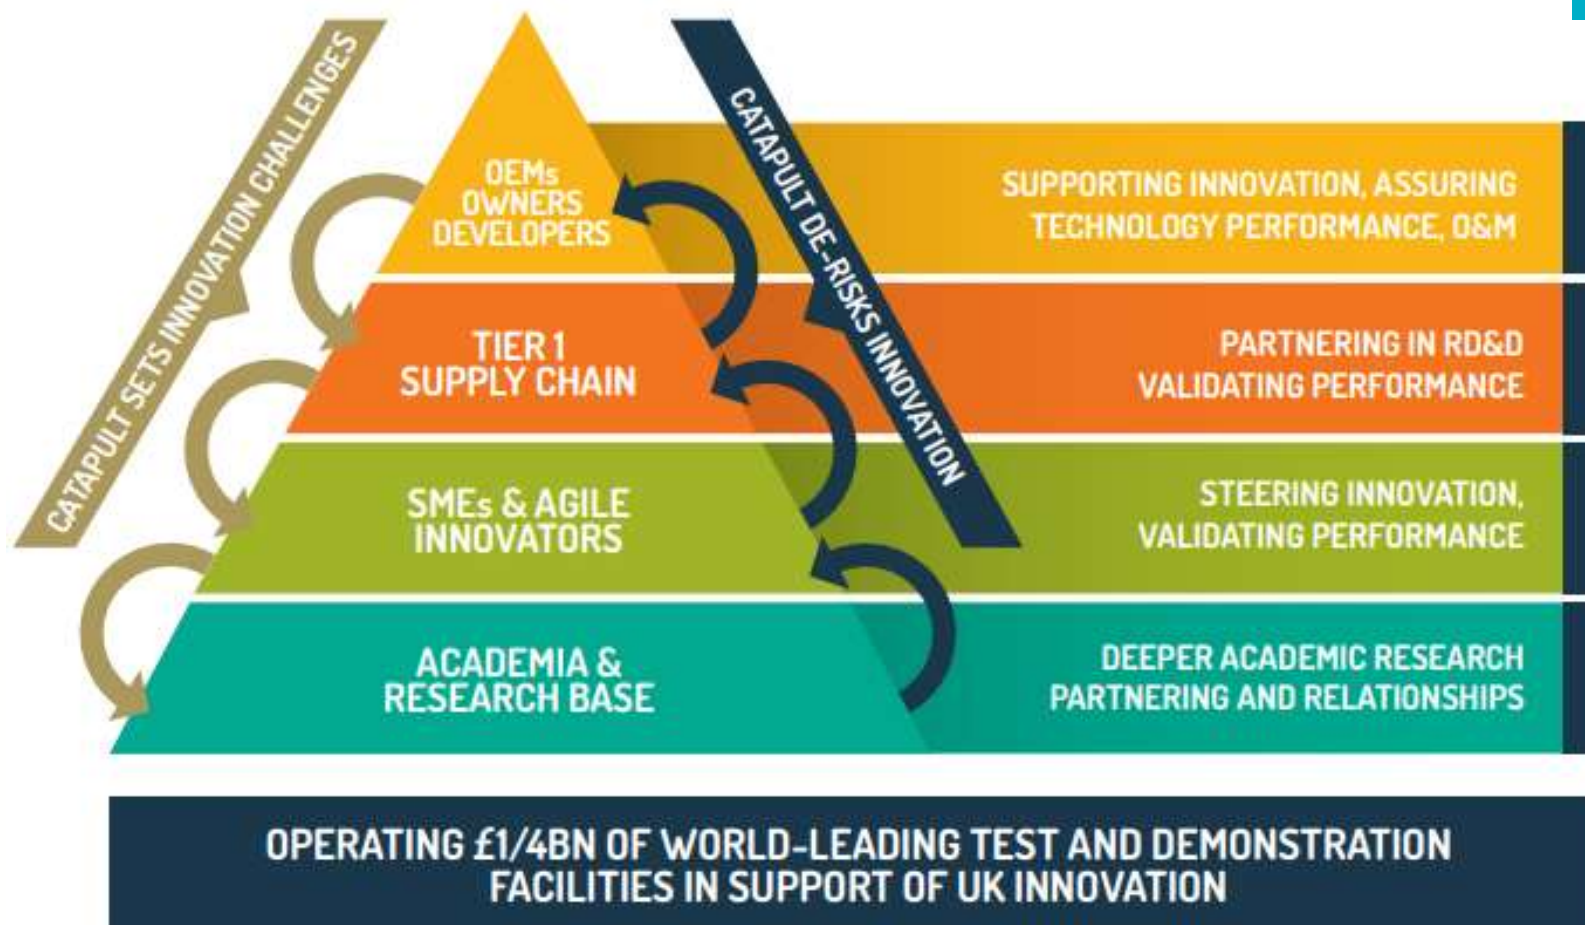 CATAPULT SETS INNOVATION CHALLENGES
CATAPULT DE-RISKS INNOVATION
OEMs
OWNERS
DEVELOPERS
SUPPORTING INNOVATION, ASSURING
TECHNOLOGY PERFORMANCE, O&M
TIER 1
SUPPLY CHAIN
PARTNERING IN RD&D
VALIDATING PERFORMANCE
SMEs & AGILE
INNOVATORS
STEERING INNOVATION,
VALIDATING PERFORMANCE
ACADEMIA &
RESEARCH BASE
DEEPER ACADEMIC RESEARCH
PARTNERING AND RELATIONSHIPS
OPERATING £1/4BN OF WORLD-LEADING TEST AND DEMONSTRATION
FACILITIES IN SUPPORT OF UK INNOVATION